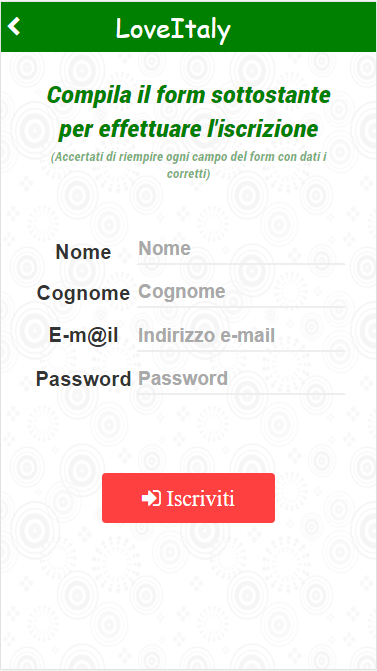 LoveItaly
Compila il form sottostante
per effettuare l'iscrizione
(Accertati di riempire ogni campo del form con dati i
corretti)
Nome Nome
Cognome Cognome
E-m@il Indirizzo e-mail
Password Password
Iscriviti